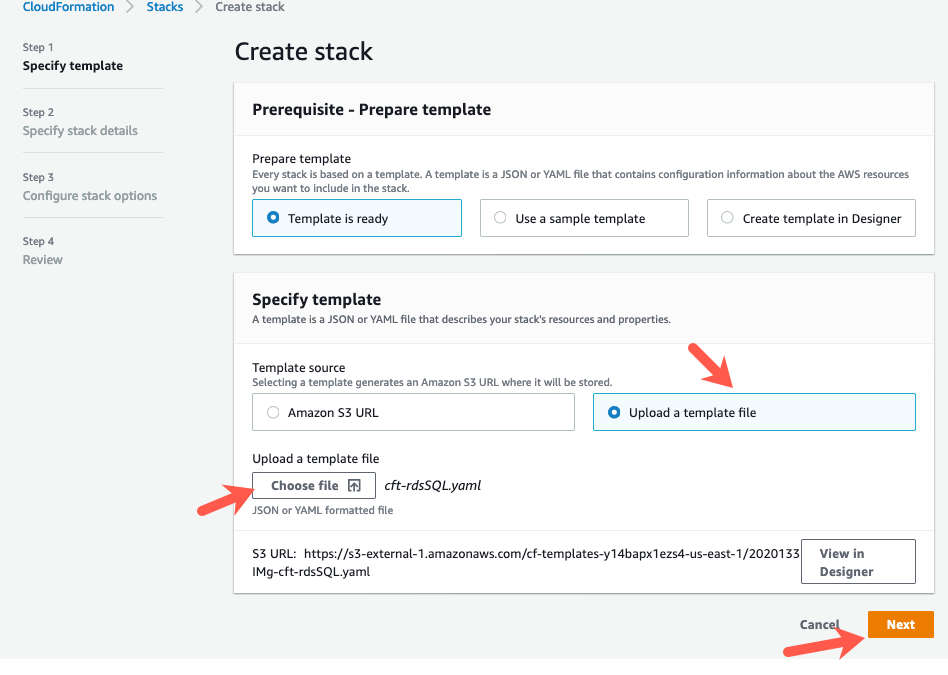 CloudFormation > Stacks > Create stack
Step 1
Specify template
Step 2
Specify stack details
Step 3
Configure stack options
Step 4
Review
Create stack
Prerequisite - Prepare template
Prepare template
Every stack is based on a template. A template is a JSON or YAML file that contains configuration information about the AWS resources
you want to include in the stack.
Template is ready
Use a sample template
Create template in Designer
Specify template
A template is a JSON or YAML file that describes your stack's resources and properties.
Template source
Selecting a template generates an Amazon S3 URL where it will be stored.
Amazon S3 URL
Upload a template file
Upload a template file
Choose file cft-rdsSQL.yaml
JSON or YAML formatted file
S3 URL: https://s3-external-1.amazonaws.com/cf-templates-y14bapx1ezs4-us-east-1/2020133
IMg-cft-rdsSQL.yaml
View in
Designer
Cancel
Next